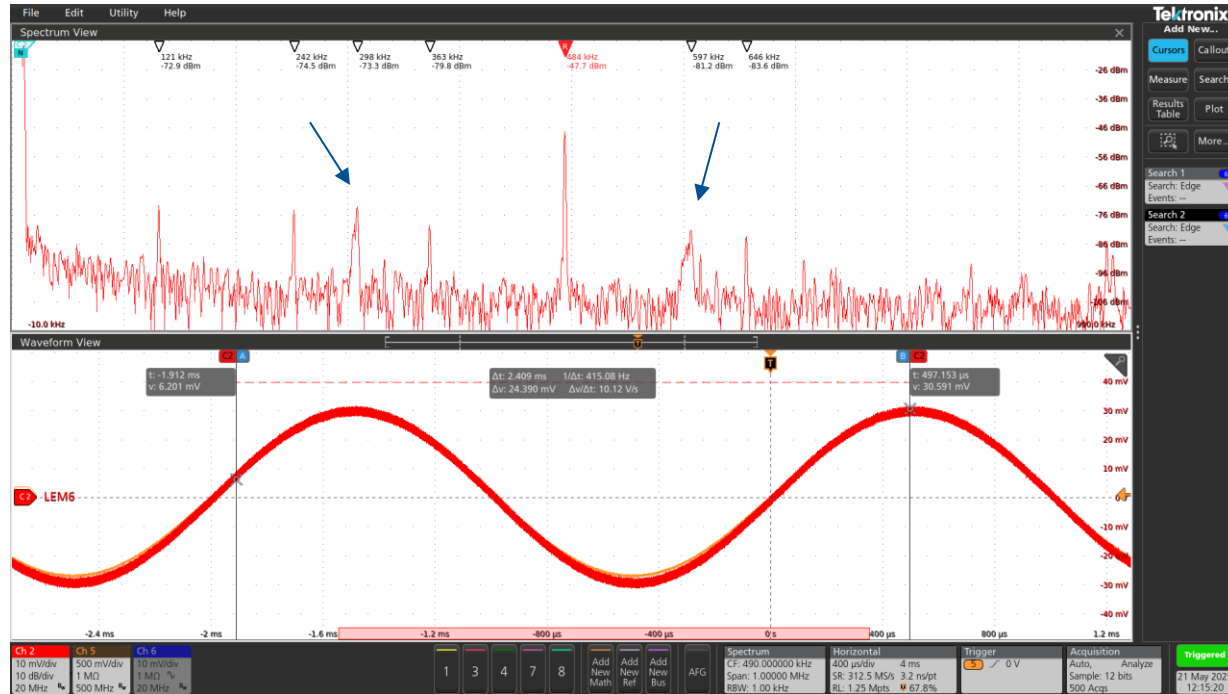 File Edit Utility Help
Tektronix
Add New...
Spectrum View
Cursors Callout
Measure Search
Results Table Plot
More...
Search 1
Search: Edge
Events: --
Search 2
Search: Edge
Events: --
N
R
121 kHz
-72.9 dBm
242 kHz
-74.5 dBm
298 kHz
-73.3 dBm
363 kHz
-79.8 dBm
484 kHz
-47.7 dBm
597 kHz
-81.2 dBm
646 kHz
-83.6 dBm
-26 dBm
-36 dBm
-46 dBm
-56 dBm
-66 dBm
-76 dBm
-86 dBm
-96 dBm
-106 dBm
-10.0 kHz
990.0 kHz
Waveform View
C2 A
T
B C2
t: -1.912 ms
v: 6.201 mV
Δt: 2.409 ms 1/Δt: 415.08 Hz
Δv: 24.390 mV Δv/Δt: 10.12 V/s
t: 497.153 µs
v: 30.591 mV
T
40 mV
30 mV
20 mV
10 mV
C2 LEM6
-10 mV
-20 mV
-30 mV
-40 mV
-2.4 ms -2 ms -1.6 ms -1.2 ms -800 µs -400 µs 0 s 400 µs 800 µs 1.2 ms
Ch 2
10 mV/div
10 dB/div
20 MHz
Ch 5
500 mV/div
1 MΩ
500 MHz
Ch 6
10 mV/div
1 MΩ
20 MHz
1 3 4 7 8
Add New Math
Add New Ref
Add New Bus
AFG
Spectrum
CF: 490.000000 kHz
Span: 1.00000 MHz
RBW: 1.00 kHz
Horizontal
400 µs/div 4 ms
SR: 312.5 MS/s 3.2 ns/pt
RL: 1.25 Mpts 67.8%
Trigger
5 0 V
Acquisition
Auto, Analyze
Sample: 12 bits
500 Acqs
Triggered
21 May 20
12:15:20